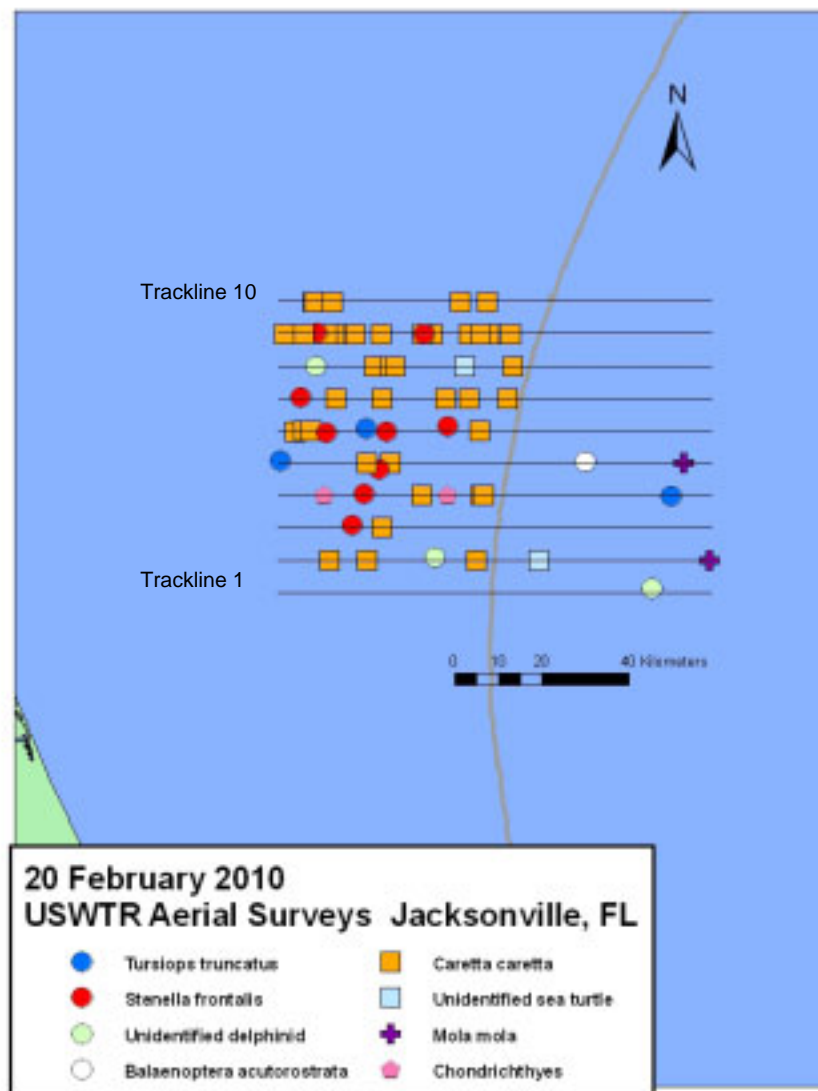 N
Trackline 10
Trackline 1
0 10 20 40 Kilometers
20 February 2010
USWTR Aerial Surveys Jacksonville, FL
Tursiops truncatus
Caretta caretta
Stenella frontalis
Unidentified sea turtle
Unidentified delphinid
Mola mola
Balaenoptera acutorostrata
Chondrichthyes